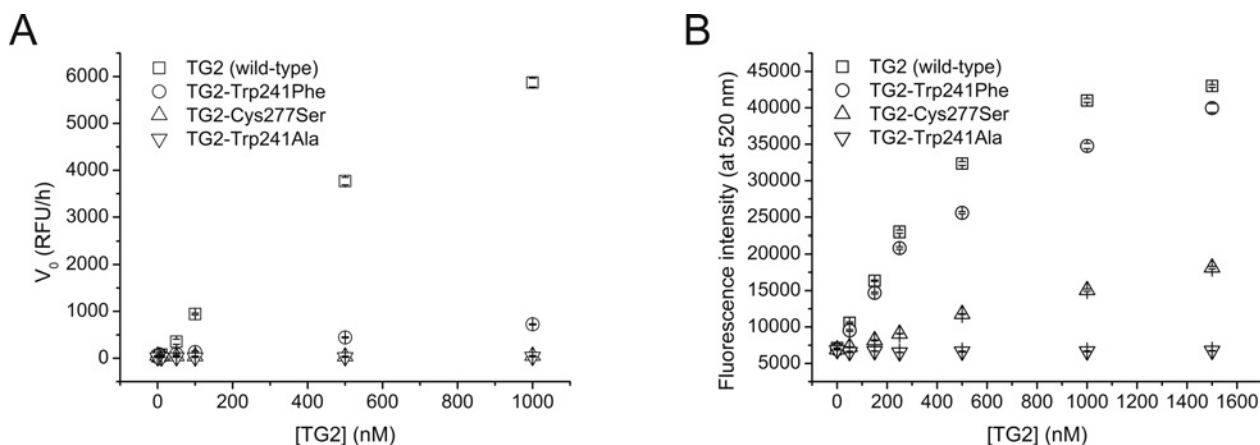 A
TG2 (wild-type)
TG2-Trp241Phe
TG2-Cys277Ser
TG2-Trp241Ala
6000
5000
4000
3000
2000
1000
0
V0 (RFU/h)
0 200 400 600 800 1000
[TG2] (nM)
B
TG2 (wild-type)
TG2-Trp241Phe
TG2-Cys277Ser
TG2-Trp241Ala
45000
40000
35000
30000
25000
20000
15000
10000
5000
Fluorescence intensity (at 520 nm)
0 200 400 600 800 1000 1200 1400 1600
[TG2] (nM)